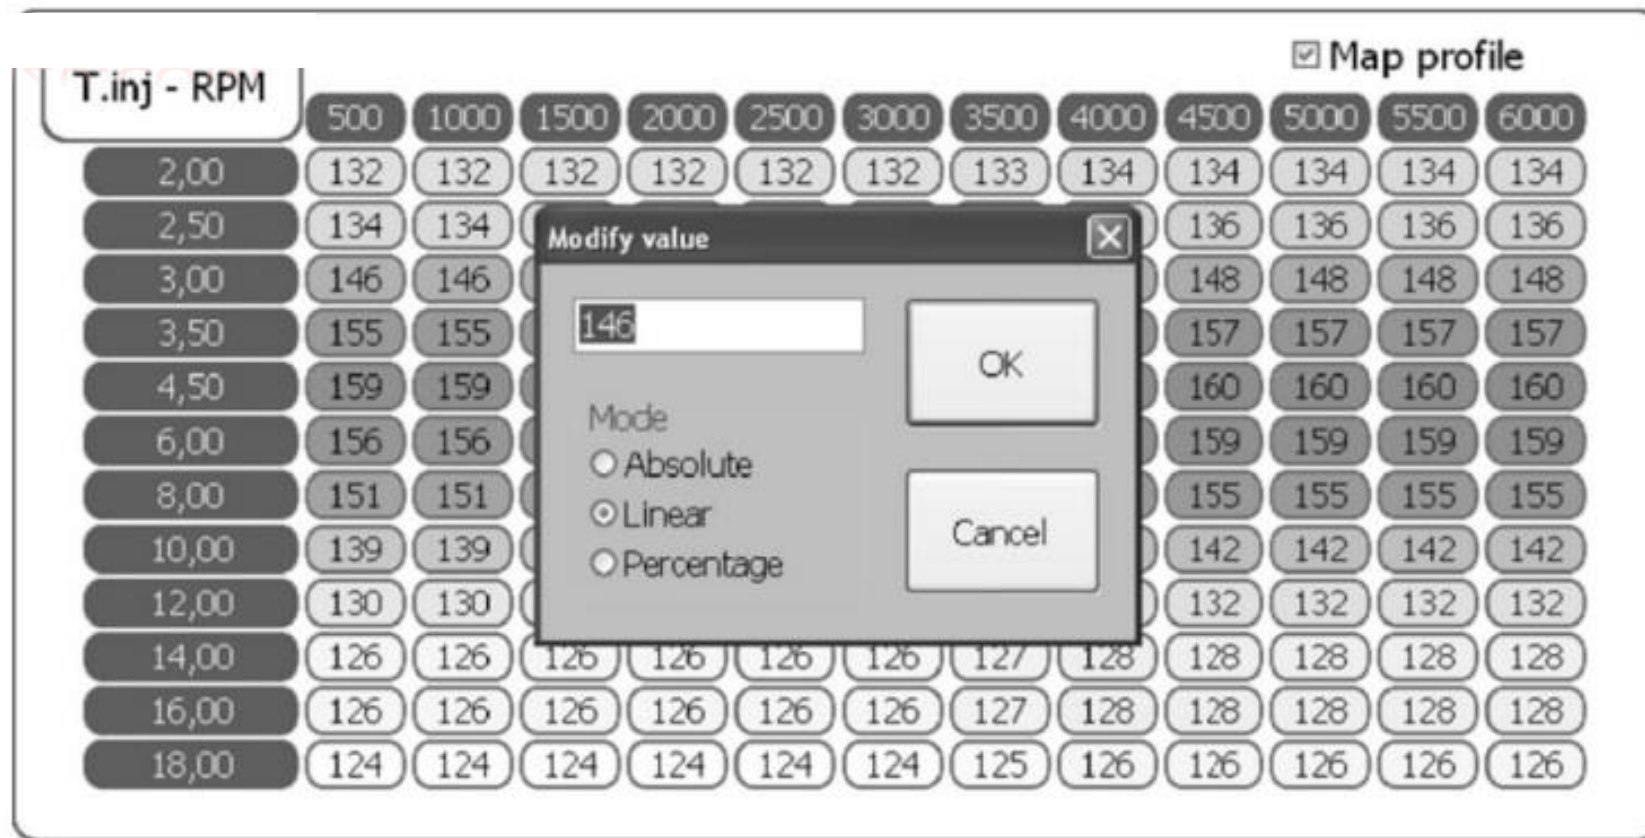 Map profile
T.inj - RPM
500 1000 1500 2000 2500 3000 3500 4000 4500 5000 5500 6000
2,00 132 132 132 132 132 132 133 134 134 134 134 134
2,50 134 134 Modify value 136 136 136 136
3,00 146 146 148 148 148 148
3,50 155 155 146 157 157 157 157
OK
4,50 159 159 160 160 160 160
Mode
6,00 156 156 159 159 159 159
Absolute
8,00 151 151 155 155 155 155
Linear
Cancel
10,00 139 139 Percentage 142 142 142 142
12,00 130 130 132 132 132 132
14,00 126 126 126 126 126 126 127 128 128 128 128 128
16,00 126 126 126 126 126 126 127 128 128 128 128 128
18,00 124 124 124 124 124 124 125 126 126 126 126 126